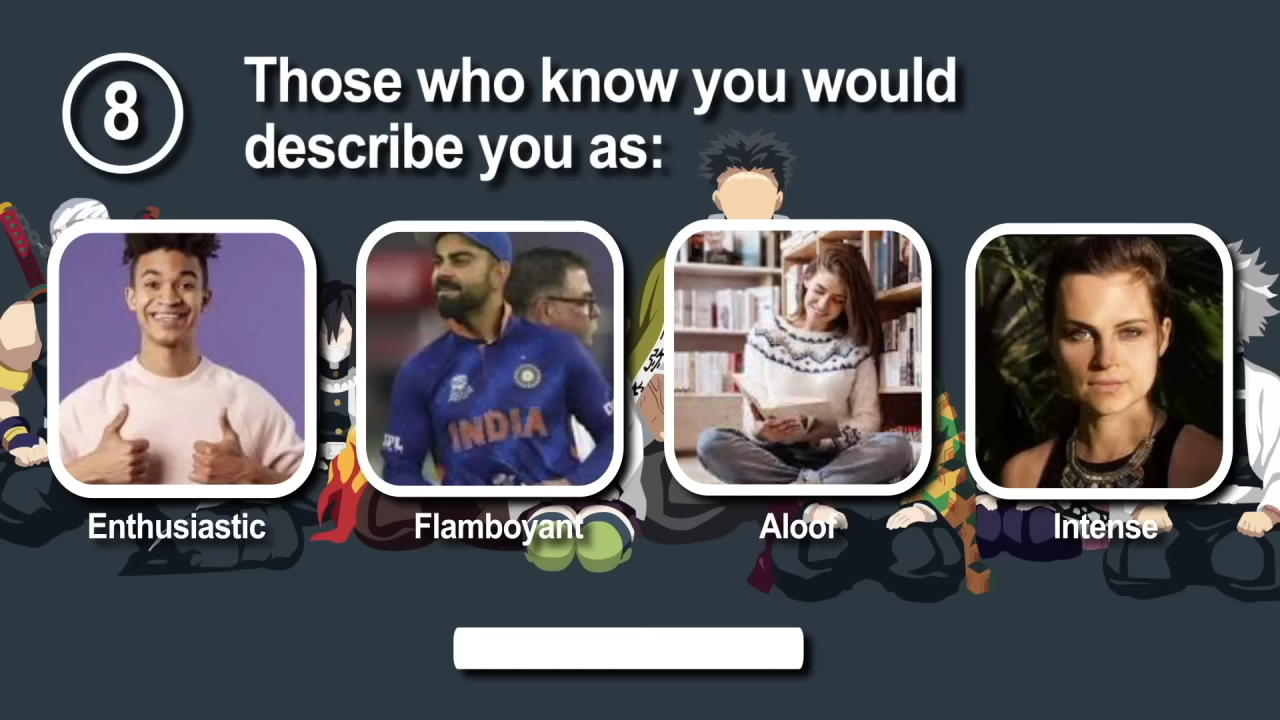 8
Those who know you would
describe you as:
INDIA
Enthusiastic
Flamboyant
Aloof
Intense